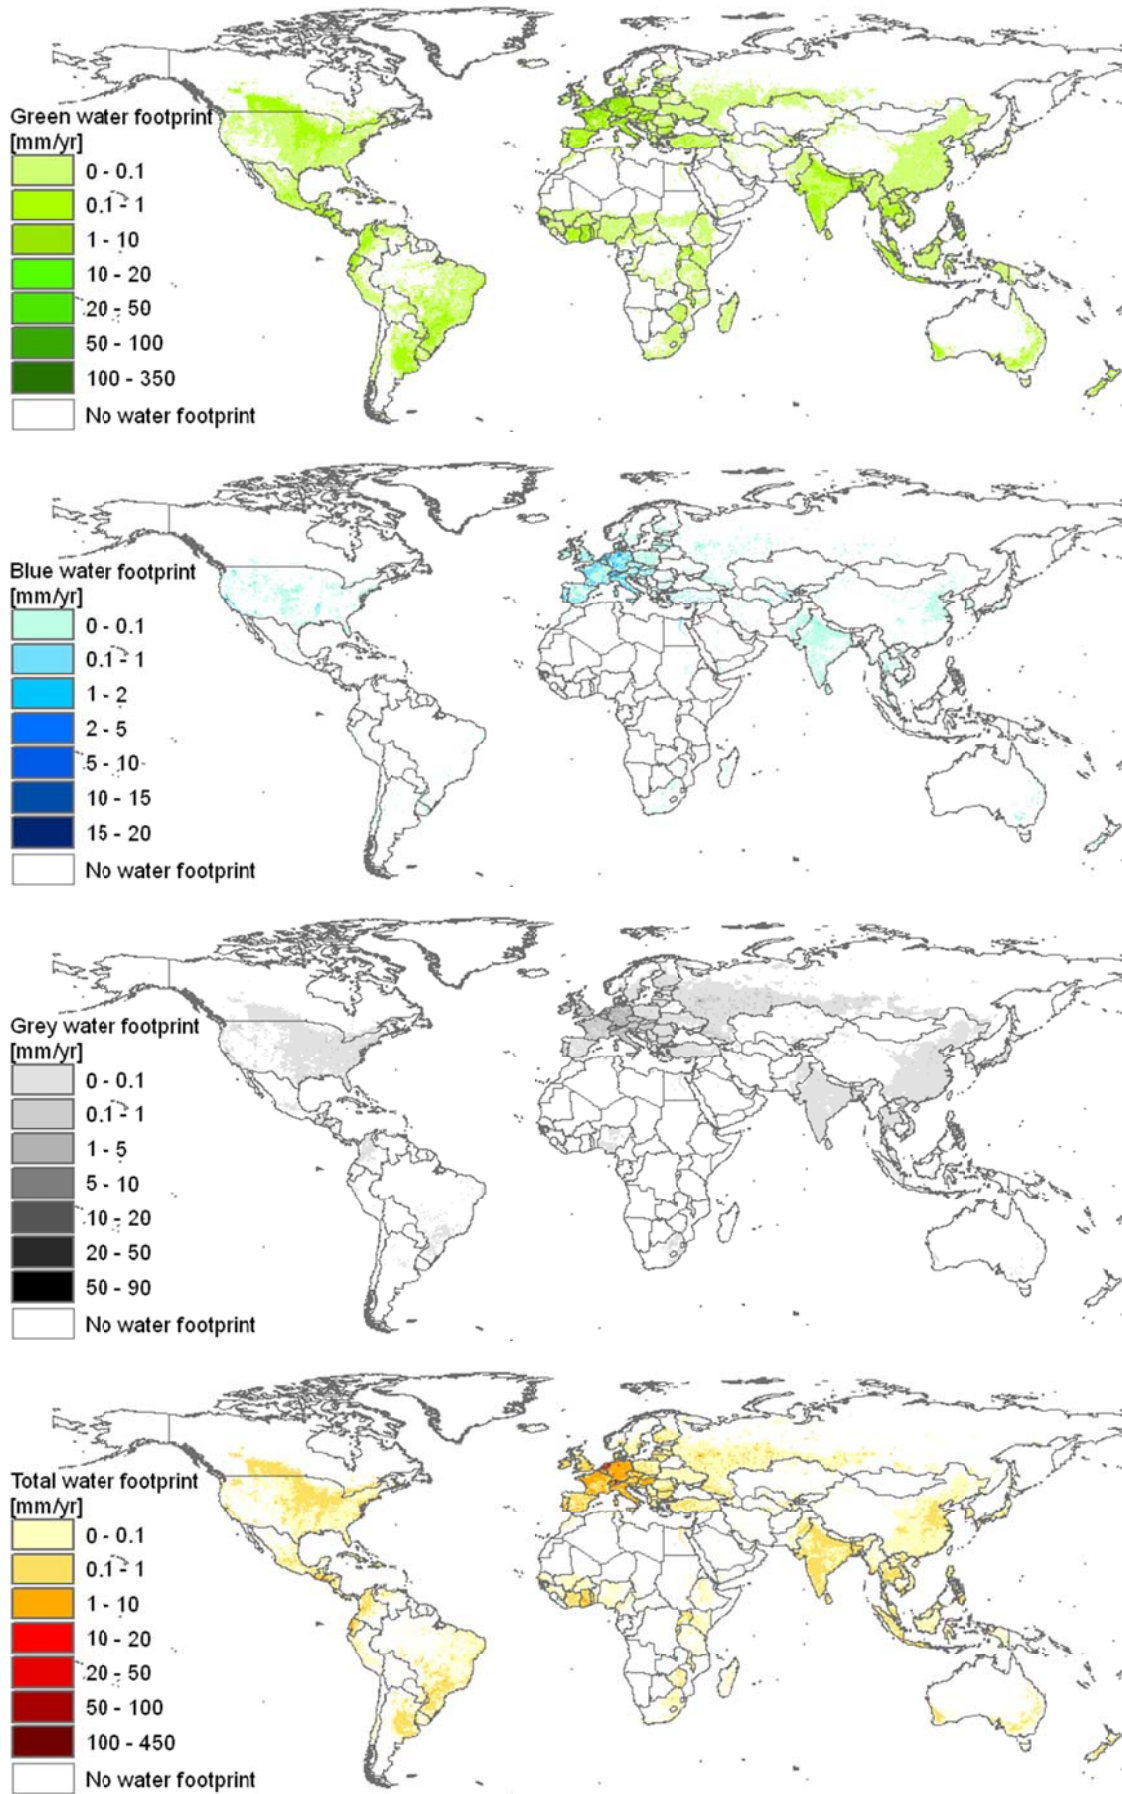 Green water footprint
[mm/yr]
0 - 0.1
0.1 - 1
1 - 10
10 - 20
20 - 50
50 - 100
100 - 350
No water footprint
Blue water footprint
[mm/yr]
0 - 0.1
0.1 - 1
1 - 2
2 - 5
5 - 10
10 - 15
15 - 20
No water footprint
Grey water footprint
[mm/yr]
0 - 0.1
0.1 - 1
1 - 5
5 - 10
10 - 20
20 - 50
50 - 90
No water footprint
Total water footprint
[mm/yr]
0 - 0.1
0.1 - 1
1 - 10
10 - 20
20 - 50
50 - 100
100 - 450
No water footprint